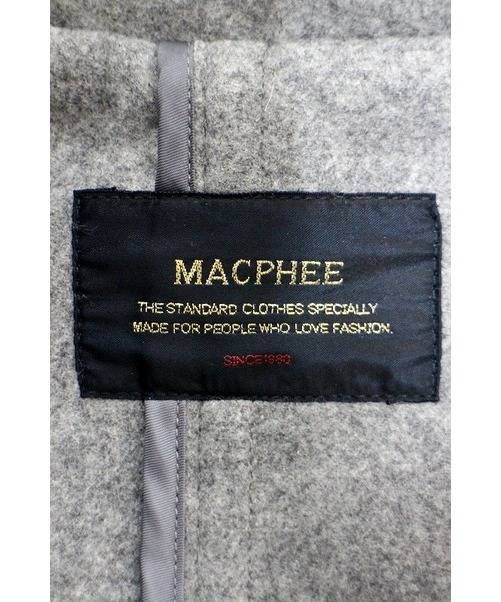 MACPHEE
THE STANDARD CLOTHES SPECIALLY
MADE FOR PEOPLE WHO LOVE FASHION.
SINCE 1980